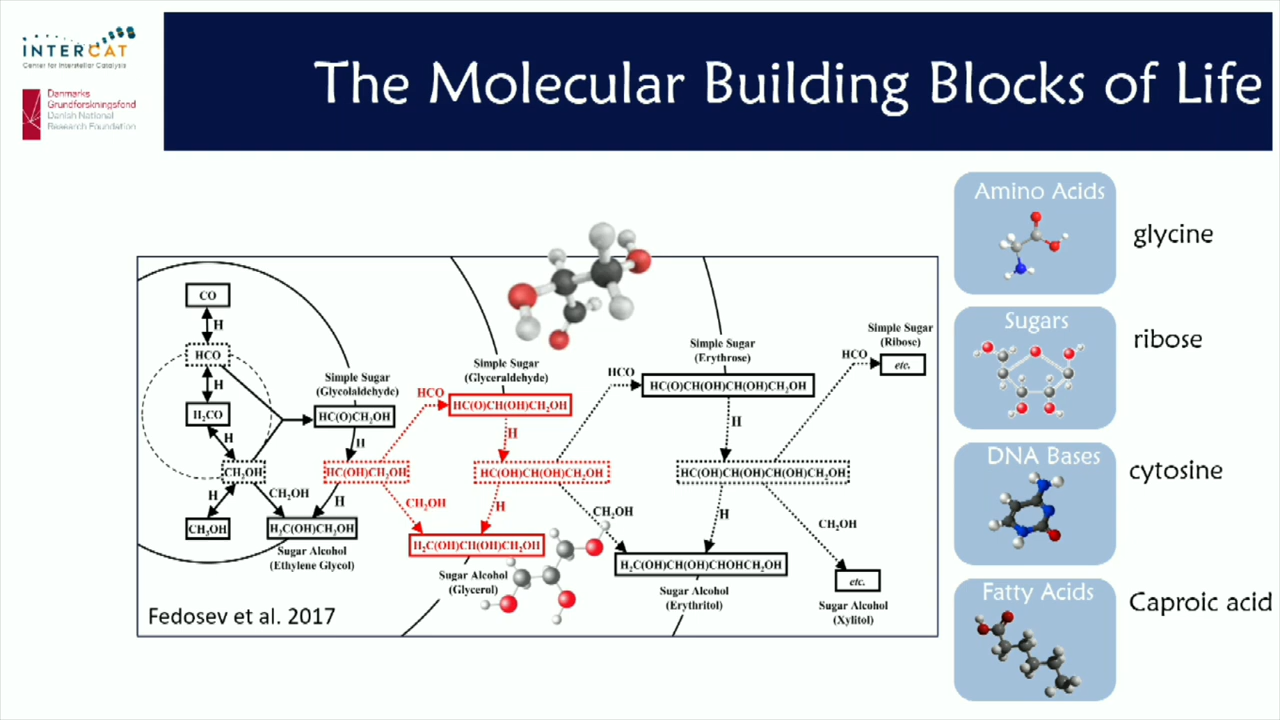 INTERCAT
Center for Interstellar Catalysis
Danmarks
Grundforskningsfond
Danish National
Research Foundation
The Molecular Building Blocks of Life
CO
H
HCO
H
H₂CO
H
CH₂OH
H
CH₃OH
CH₂OH
Simple Sugar
(Glycolaldehyde)
HC(O)CH₂OH
H
HC(OH)CH₂OH
H
H₂C(OH)CH₂OH
Sugar Alcohol
(Ethylene Glycol)
HCO
CH₂OH
Simple Sugar
(Glyceraldehyde)
HC(O)CH(OH)CH₂OH
H
HC(OH)CH(OH)CH₂OH
H
H₂C(OH)CH(OH)CH₂OH
Sugar Alcohol
(Glycerol)
HCO
CH₂OH
Simple Sugar
(Erythrose)
HC(O)CH(OH)CH(OH)CH₂OH
H
HC(OH)CH(OH)CH(OH)CH₂OH
H
H₂C(OH)CH(OH)CHOHCH₂OH
Sugar Alcohol
(Erythritol)
HCO
CH₂OH
Simple Sugar
(Ribose)
etc.
etc.
Sugar Alcohol
(Xylitol)
Fedosev et al. 2017
Amino Acids
glycine
Sugars
ribose
DNA Bases
cytosine
Fatty Acids
Caproic acid